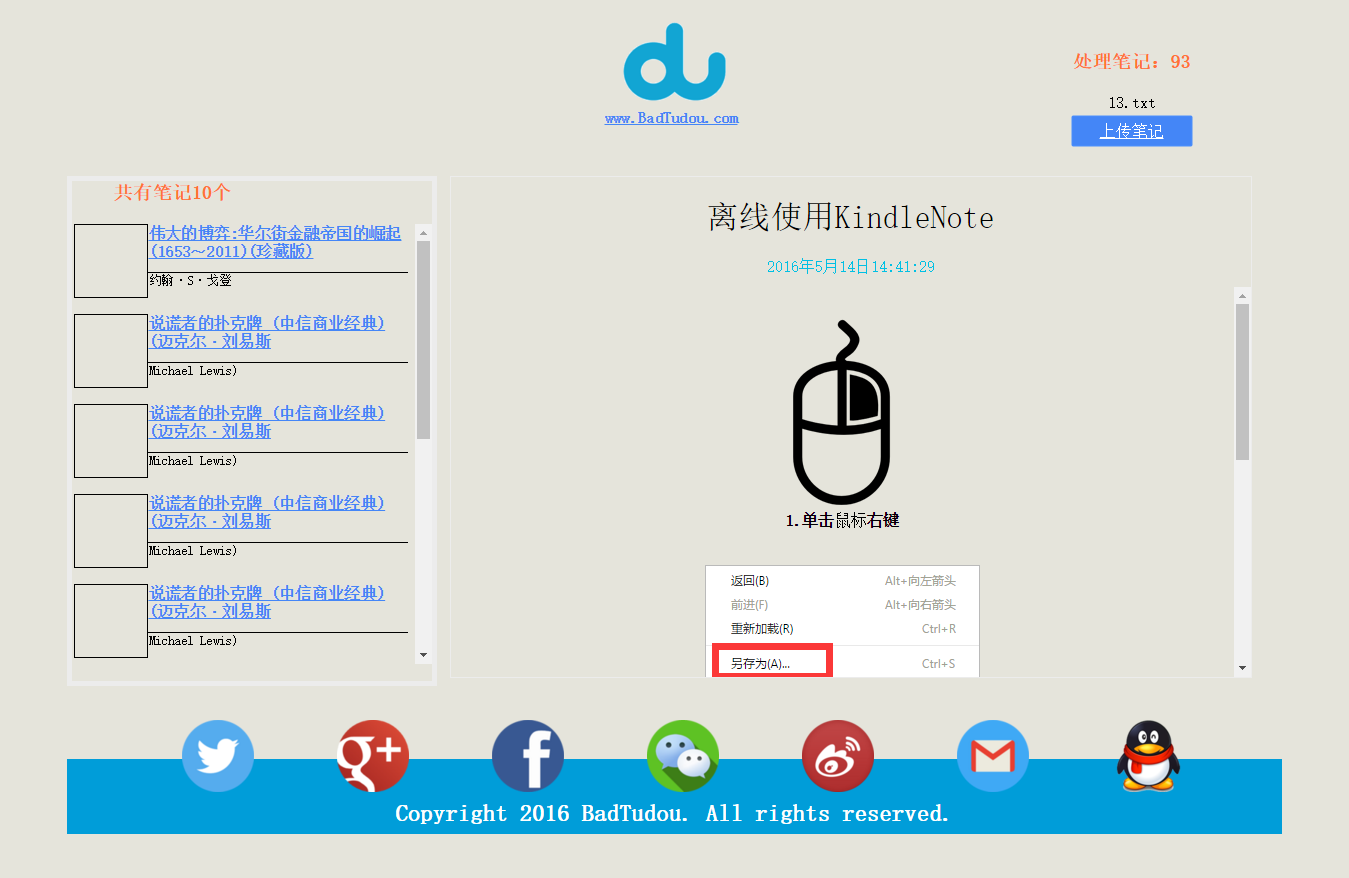 www.BadTudou.com
处理笔记：93
13.txt
上传笔记
共有笔记10个
伟大的博弈:华尔街金融帝国的崛起
(1653～2011)(珍藏版)
约翰·S·戈登
说谎者的扑克牌 (中信商业经典)
(迈克尔·刘易斯
Michael Lewis)
说谎者的扑克牌 (中信商业经典)
(迈克尔·刘易斯
Michael Lewis)
说谎者的扑克牌 (中信商业经典)
(迈克尔·刘易斯
Michael Lewis)
说谎者的扑克牌 (中信商业经典)
(迈克尔·刘易斯
Michael Lewis)
离线使用KindleNote
2016年5月14日14:41:29
1.单击鼠标右键
返回(B) Alt+向左箭头
前进(F) Alt+向右箭头
重新加载(R) Ctrl+R
另存为(A)... Ctrl+S
g+
f
Copyright 2016 BadTudou. All rights reserved.